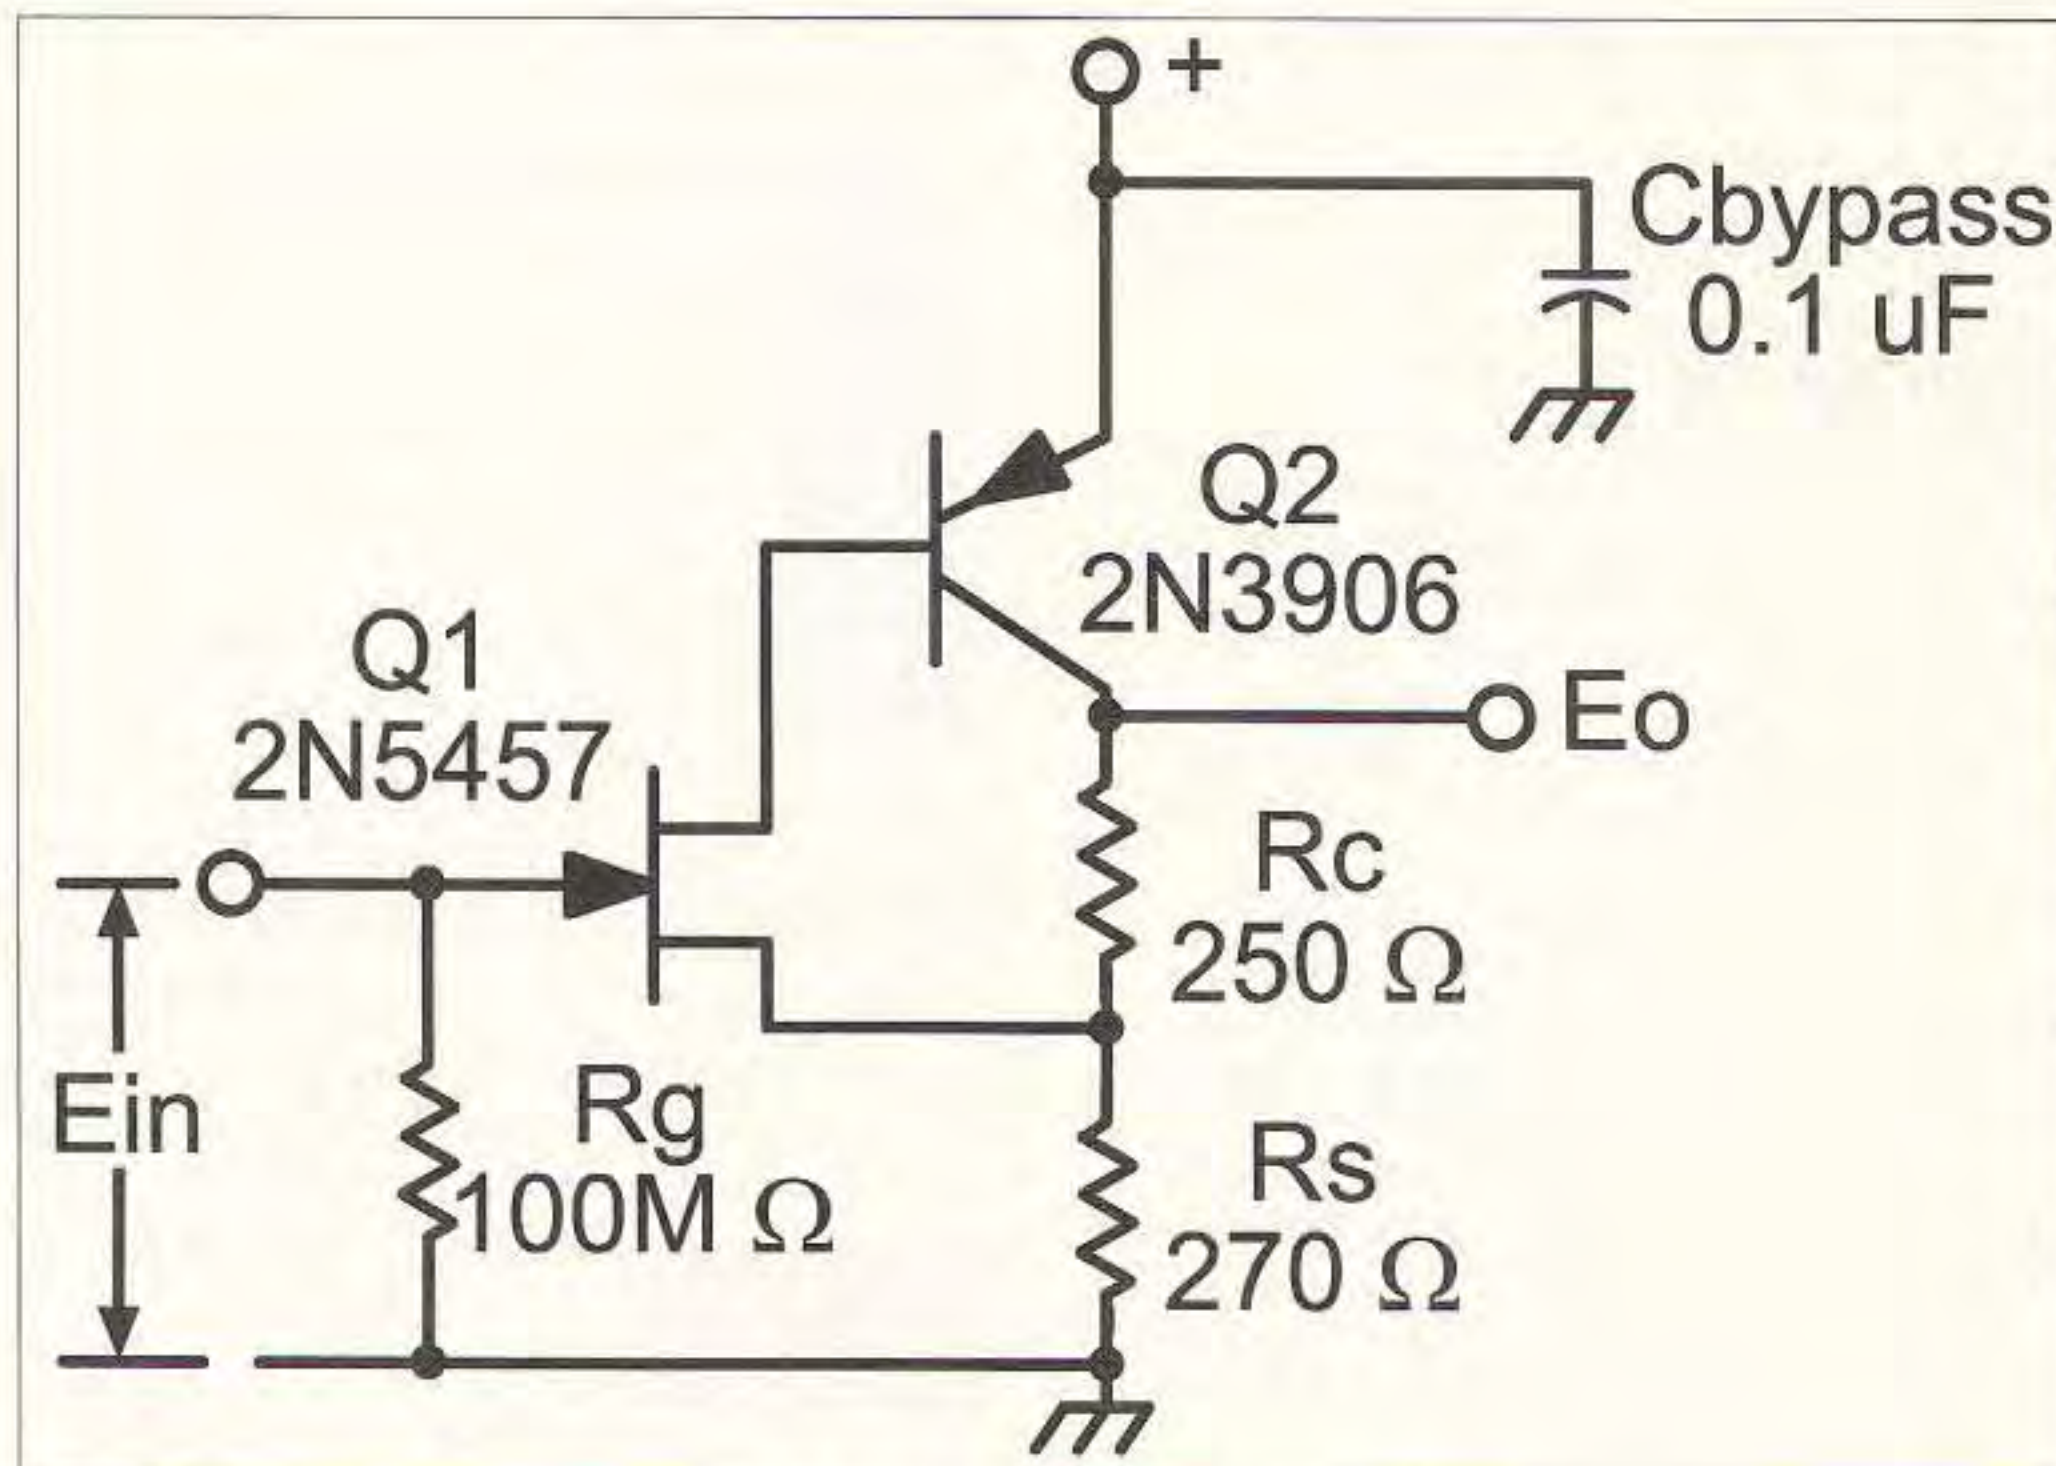 +
Cbypass
0.1 uF
Q2
2N3906
Q1
2N5457
Eo
Rc
250 Ω
Ein
Rg
100M Ω
Rs
270 Ω